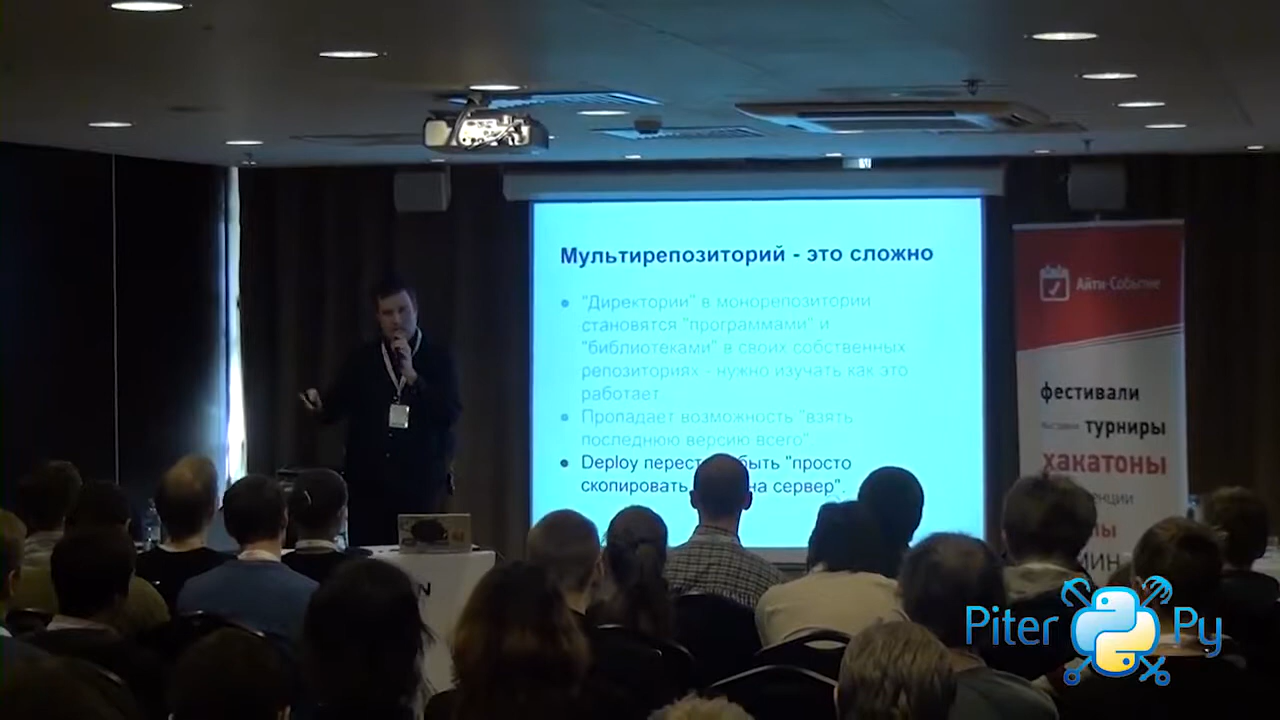 Мультирепозиторий - это сложно
"Директории" в монорепозитории
становятся "программами" и
"библиотеками" в своих собственных
репозиториях - нужно изучать как это
работает
Пропадает возможность "взять
последнюю версию всего"
Deploy быть "просто
скопировать на сервер".
Айти-Событие
фестивали
турниры
хакатоны
Piter Py